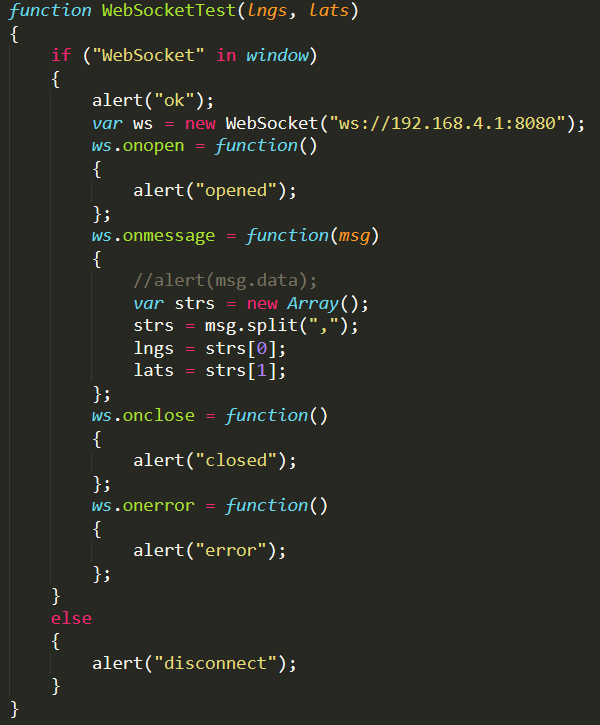 function WebSocketTest(lngs, lats)
{
    if ("WebSocket" in window)
    {
        alert("ok");
        var ws = new WebSocket("ws://192.168.4.1:8080");
        ws.onopen = function()
        {
            alert("opened");
        };
        ws.onmessage = function(msg)
        {
            //alert(msg.data);
            var strs = new Array();
            strs = msg.split(",");
            lngs = strs[0];
            lats = strs[1];
        };
        ws.onclose = function()
        {
            alert("closed");
        };
        ws.onerror = function()
        {
            alert("error");
        };
    }
    else
    {
        alert("disconnect");
    }
}